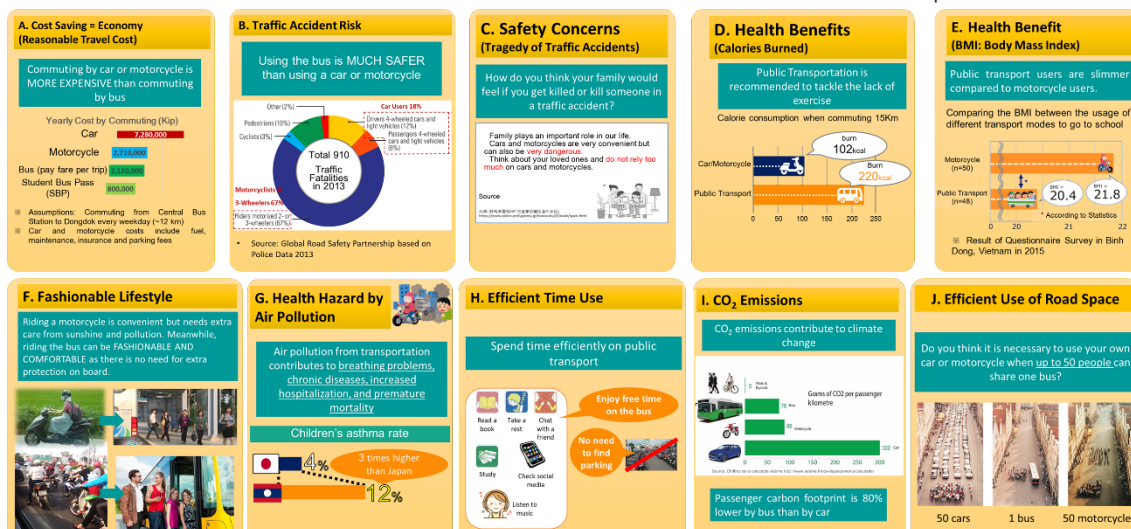 A. Cost Saving = Economy
(Reasonable Travel Cost)
Commuting by car or motorcycle is
MORE EXPENSIVE than commuting
by bus
Yearly Cost by Commuting (Kip)
Car
7,280,000
Motorcycle
2,710,000
Bus (pay fare per trip)
2,120,000
Student Bus Pass
(SBP)
800,000
※ Assumptions: Commuting from Central Bus
Station to Dongdok every weekday (~12 km)
※ Car and motorcycle costs include fuel,
maintenance, insurance and parking fees
B. Traffic Accident Risk
Using the bus is MUCH SAFER
than using a car or motorcycle
Other (2%)
Pedestrians (10%)
Cyclists (3%)
Car Users 18%
Drivers 4-wheeled cars and
light vehicles (12%)
Passengers 4-wheeled
cars and light vehicles
(6%)
Total 910
Traffic
Fatalities
in 2013
Motorcyclists
3-Wheelers 67%
Riders motorized 2- or
3-wheelers (67%)
• Source: Global Road Safety Partnership based on
Police Data 2013
C. Safety Concerns
(Tragedy of Traffic Accidents)
How do you think your family would
feel if you get killed or kill someone in
a traffic accident?
Family plays an important role in our life.
Cars and motorcycles are very convenient but
can also be very dangerous.
Think about your loved ones and do not rely too
much on cars and motorcycles.
Source
D. Health Benefits
(Calories Burned)
Public Transportation is
recommended to tackle the lack of
exercise
Calorie consumption when commuting 15Km
burn
102kcal
Car/Motorcycle
Burn
220kcal
Public Transport
0 50 100 150 200 250
E. Health Benefit
(BMI: Body Mass Index)
Public transport users are slimmer
compared to motorcycle users.
Comparing the BMI between the usage of
different transport modes to go to school
Motorcycle
(n=50)
Public Transport
(n=48)
BMI =
20.4
BMI =
21.8
* According to Statistics
0 20 21 22
※ Result of Questionnaire Survey in Binh
Dong, Vietnam in 2015
F. Fashionable Lifestyle
Riding a motorcycle is convenient but needs extra
care from sunshine and pollution. Meanwhile,
riding the bus can be FASHIONABLE AND
COMFORTABLE as there is no need for extra
protection on board.
G. Health Hazard by
Air Pollution
Air pollution from transportation
contributes to breathing problems,
chronic diseases, increased
hospitalization, and premature
mortality
Children's asthma rate
4%
3 times higher
than Japan
12%
H. Efficient Time Use
Spend time efficiently on public
transport
Read a
book
Take a
rest
Chat
with a
friend
Study
Check social
media
Listen to
music
Enjoy free time
on the bus
No need
to find
parking
I. CO2 Emissions
CO2 emissions contribute to climate
change
Grams of CO2 per passenger
kilometre
0
Bus
Motorcycle
300 Car
0 50 100 150 200 250 300
Passenger carbon footprint is 80%
lower by bus than by car
J. Efficient Use of Road Space
Do you think it is necessary to use your own
car or motorcycle when up to 50 people can
share one bus?
50 cars
1 bus
50 motorcycle